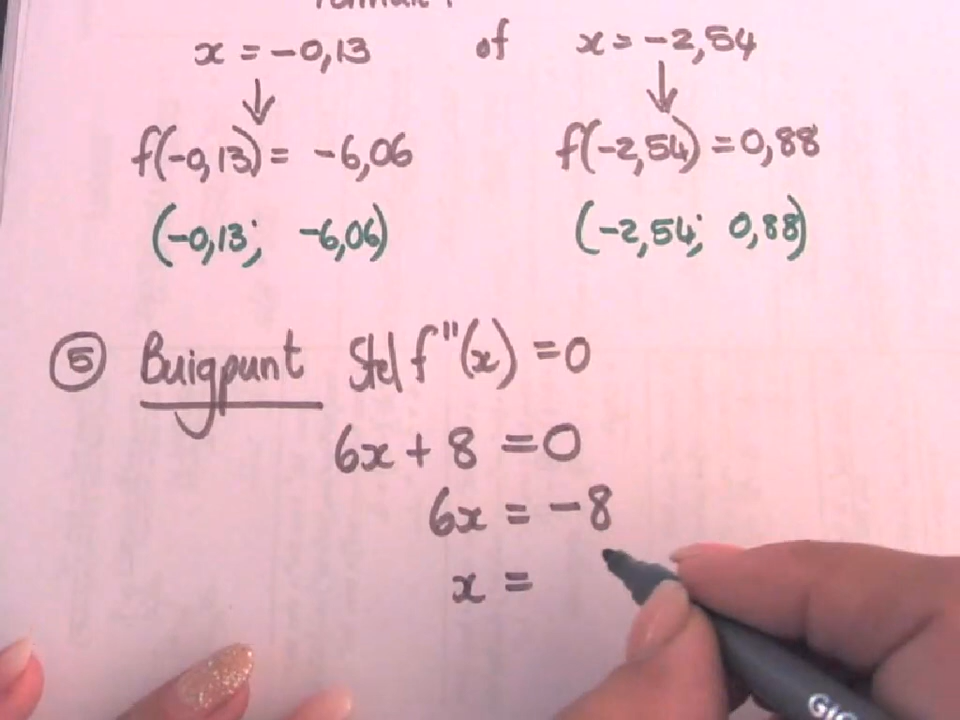 x = -0,13 of x = -2,54
↓ ↓
f(-0,13) = -6,06 f(-2,54) = 0,88
(-0,13; -6,06) (-2,54; 0,88)
⑤ Buigpunt Stel f"(x) = 0
6x + 8 = 0
6x = -8
x =